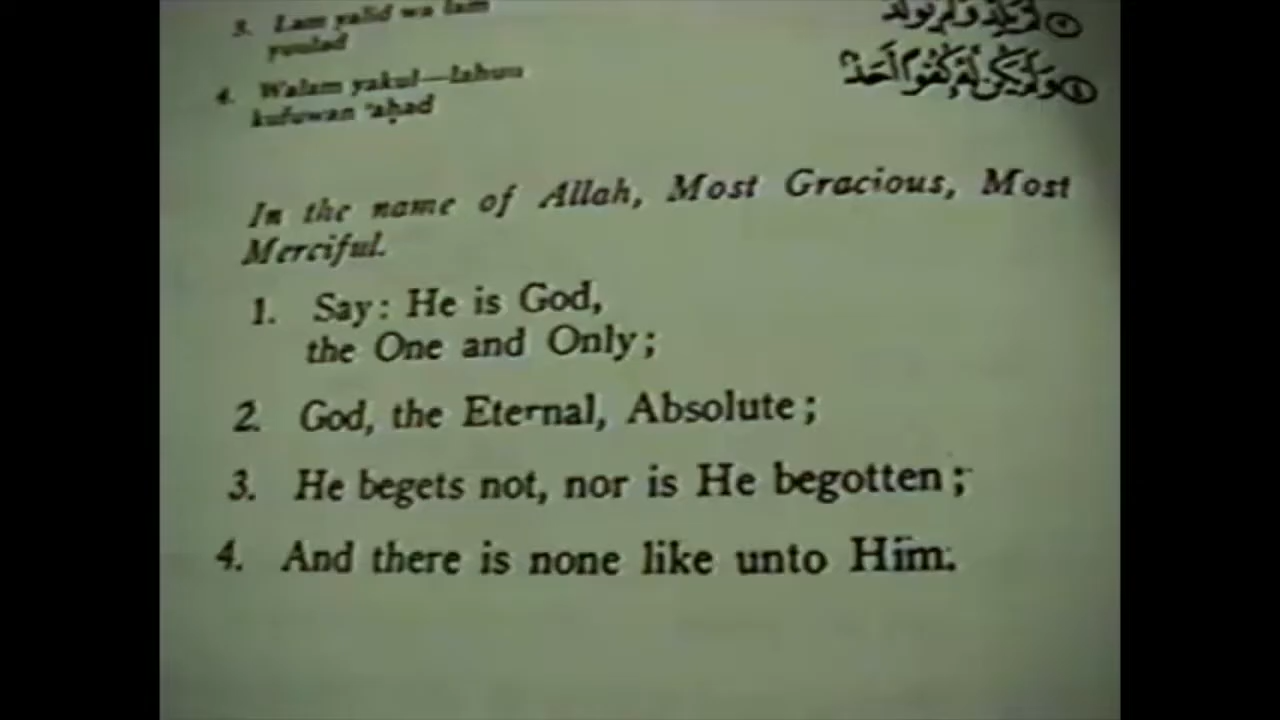 3. Lam yalid wa lam
yuulad
لَمْ يَلِدْ وَلَمْ يُولَدْ
4. Walam yakul—lahuu
kufuwan 'aḥad
وَلَمْ يَكُنْ لَّهُ كُفُوًا أَحَدٌ
In the name of Allah, Most Gracious, Most
Merciful.
1. Say: He is God,
the One and Only;
2. God, the Eternal, Absolute;
3. He begets not, nor is He begotten;
4. And there is none like unto Him.